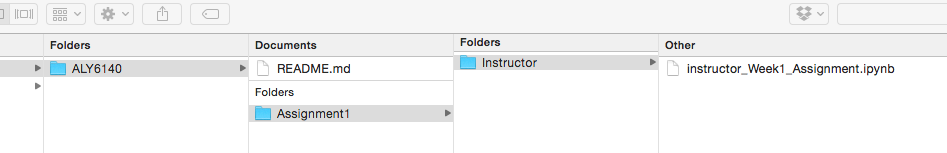 Folders
ALY6140
Documents
README.md
Folders
Assignment1
Folders
Instructor
Other
instructor_Week1_Assignment.ipynb